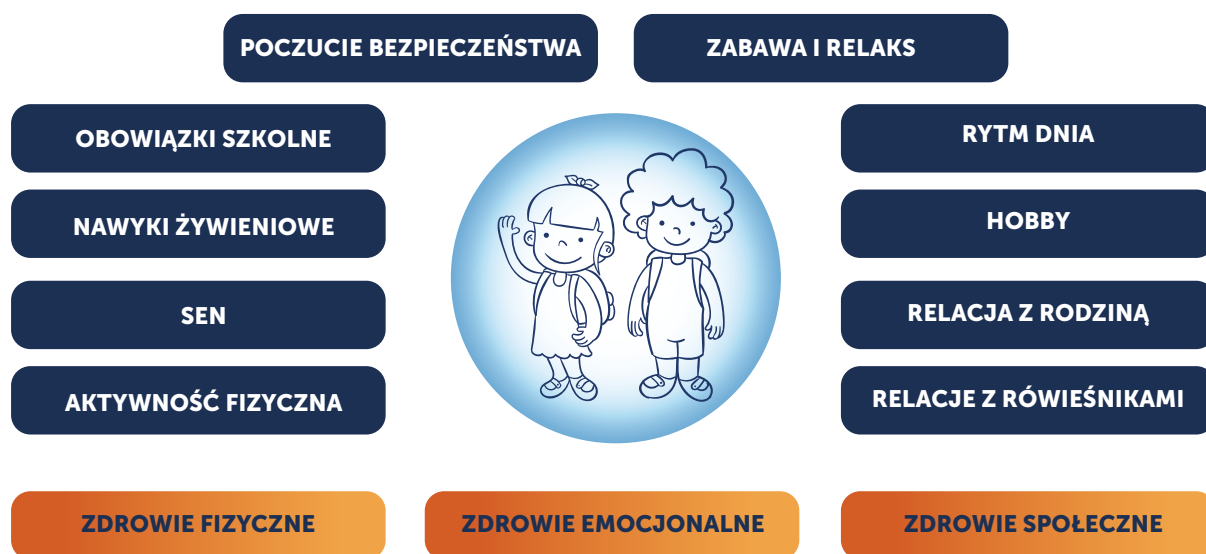 POCZUCIE BEZPIECZEŃSTWA
ZABAWA I RELAKS
OBOWIĄZKI SZKOLNE
RYTM DNIA
NAWYKI ŻYWIENIOWE
HOBBY
SEN
RELACJA Z RODZINĄ
AKTYWNOŚĆ FIZYCZNA
RELACJE Z RÓWIEŚNIKAMI
ZDROWIE FIZYCZNE
ZDROWIE EMOCJONALNE
ZDROWIE SPOŁECZNE